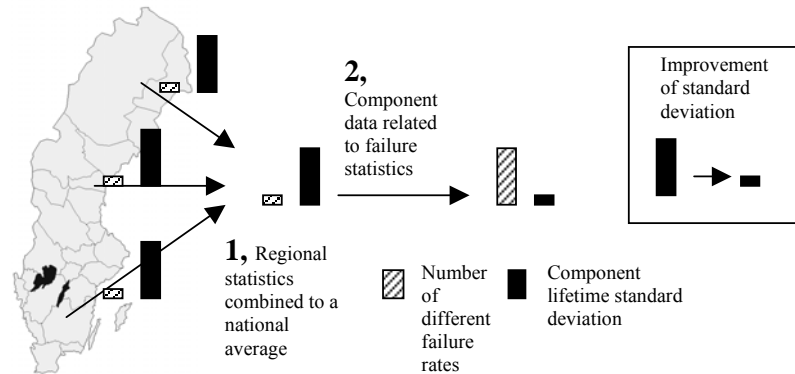 2,
Component
data related
to failure
statistics
Improvement
of standard
deviation
1, Regional
statistics
combined to a
national
average
Number
of
different
failure
rates
Component
lifetime standard
deviation